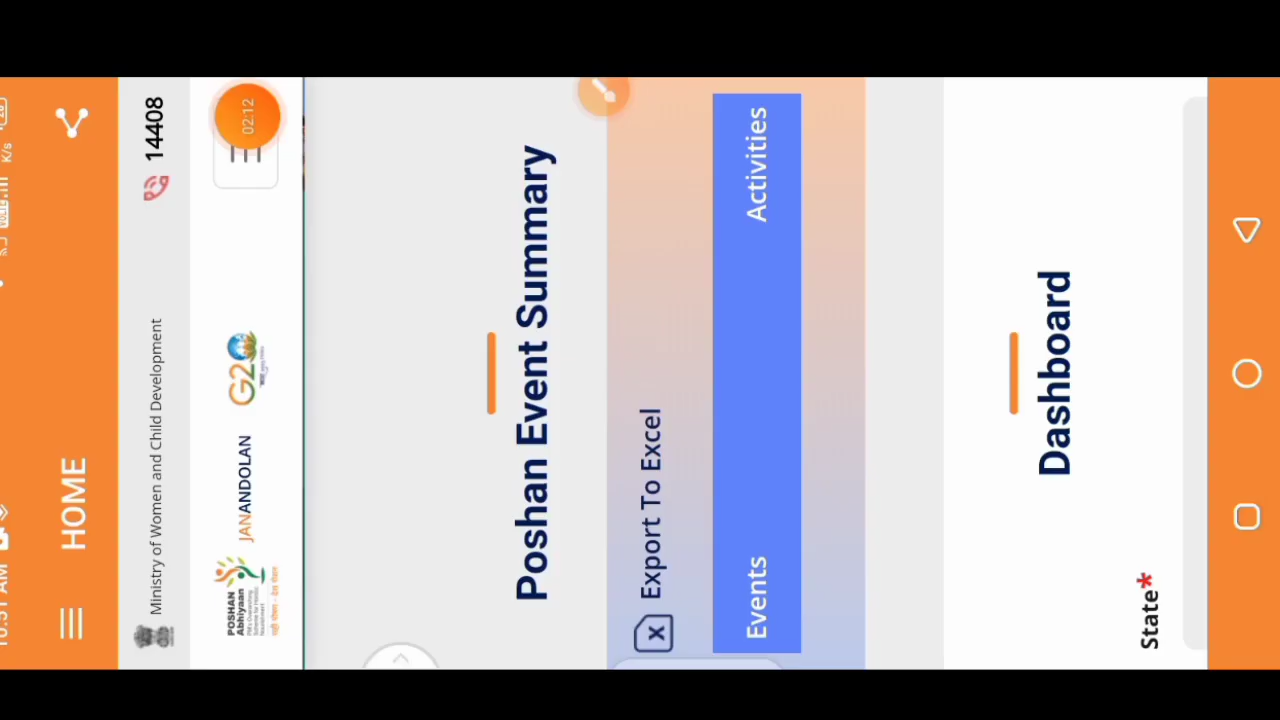 HOME
Ministry of Women and Child Development
14408
02:12
POSHAN
Abhiyaan
JANANDOLAN
G20
Poshan Event Summary
Export To Excel
Events Activities
Dashboard
State*